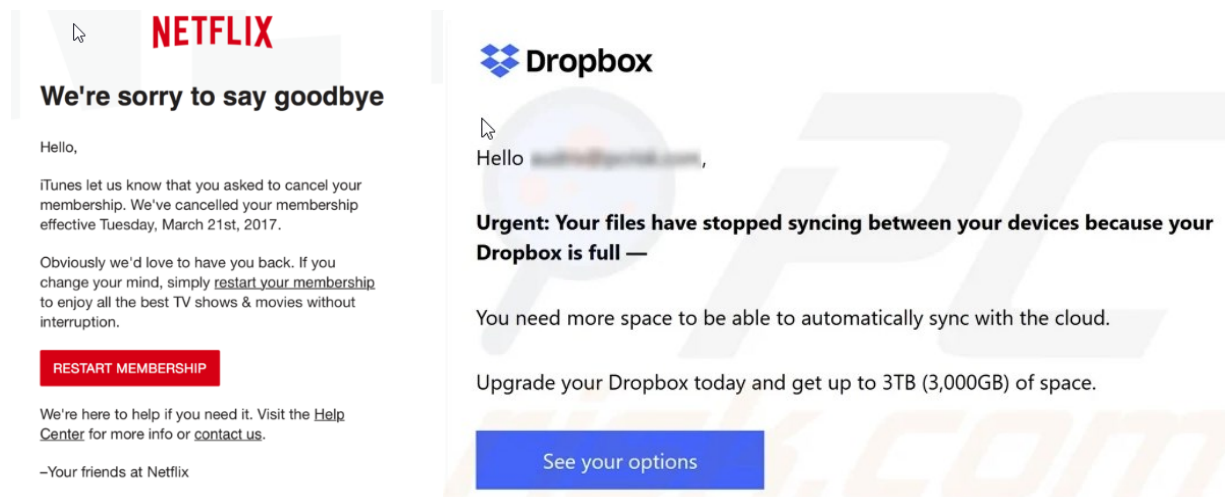 NETFLIX
We're sorry to say goodbye
Hello,
iTunes let us know that you asked to cancel your
membership. We've cancelled your membership
effective Tuesday, March 21st, 2017.
Obviously we'd love to have you back. If you
change your mind, simply restart your membership
to enjoy all the best TV shows & movies without
interruption.
RESTART MEMBERSHIP
We're here to help if you need it. Visit the Help
Center for more info or contact us.
–Your friends at Netflix
Dropbox
Hello ,
Urgent: Your files have stopped syncing between your devices because your
Dropbox is full —
You need more space to be able to automatically sync with the cloud.
Upgrade your Dropbox today and get up to 3TB (3,000GB) of space.
See your options
PC
risk.com